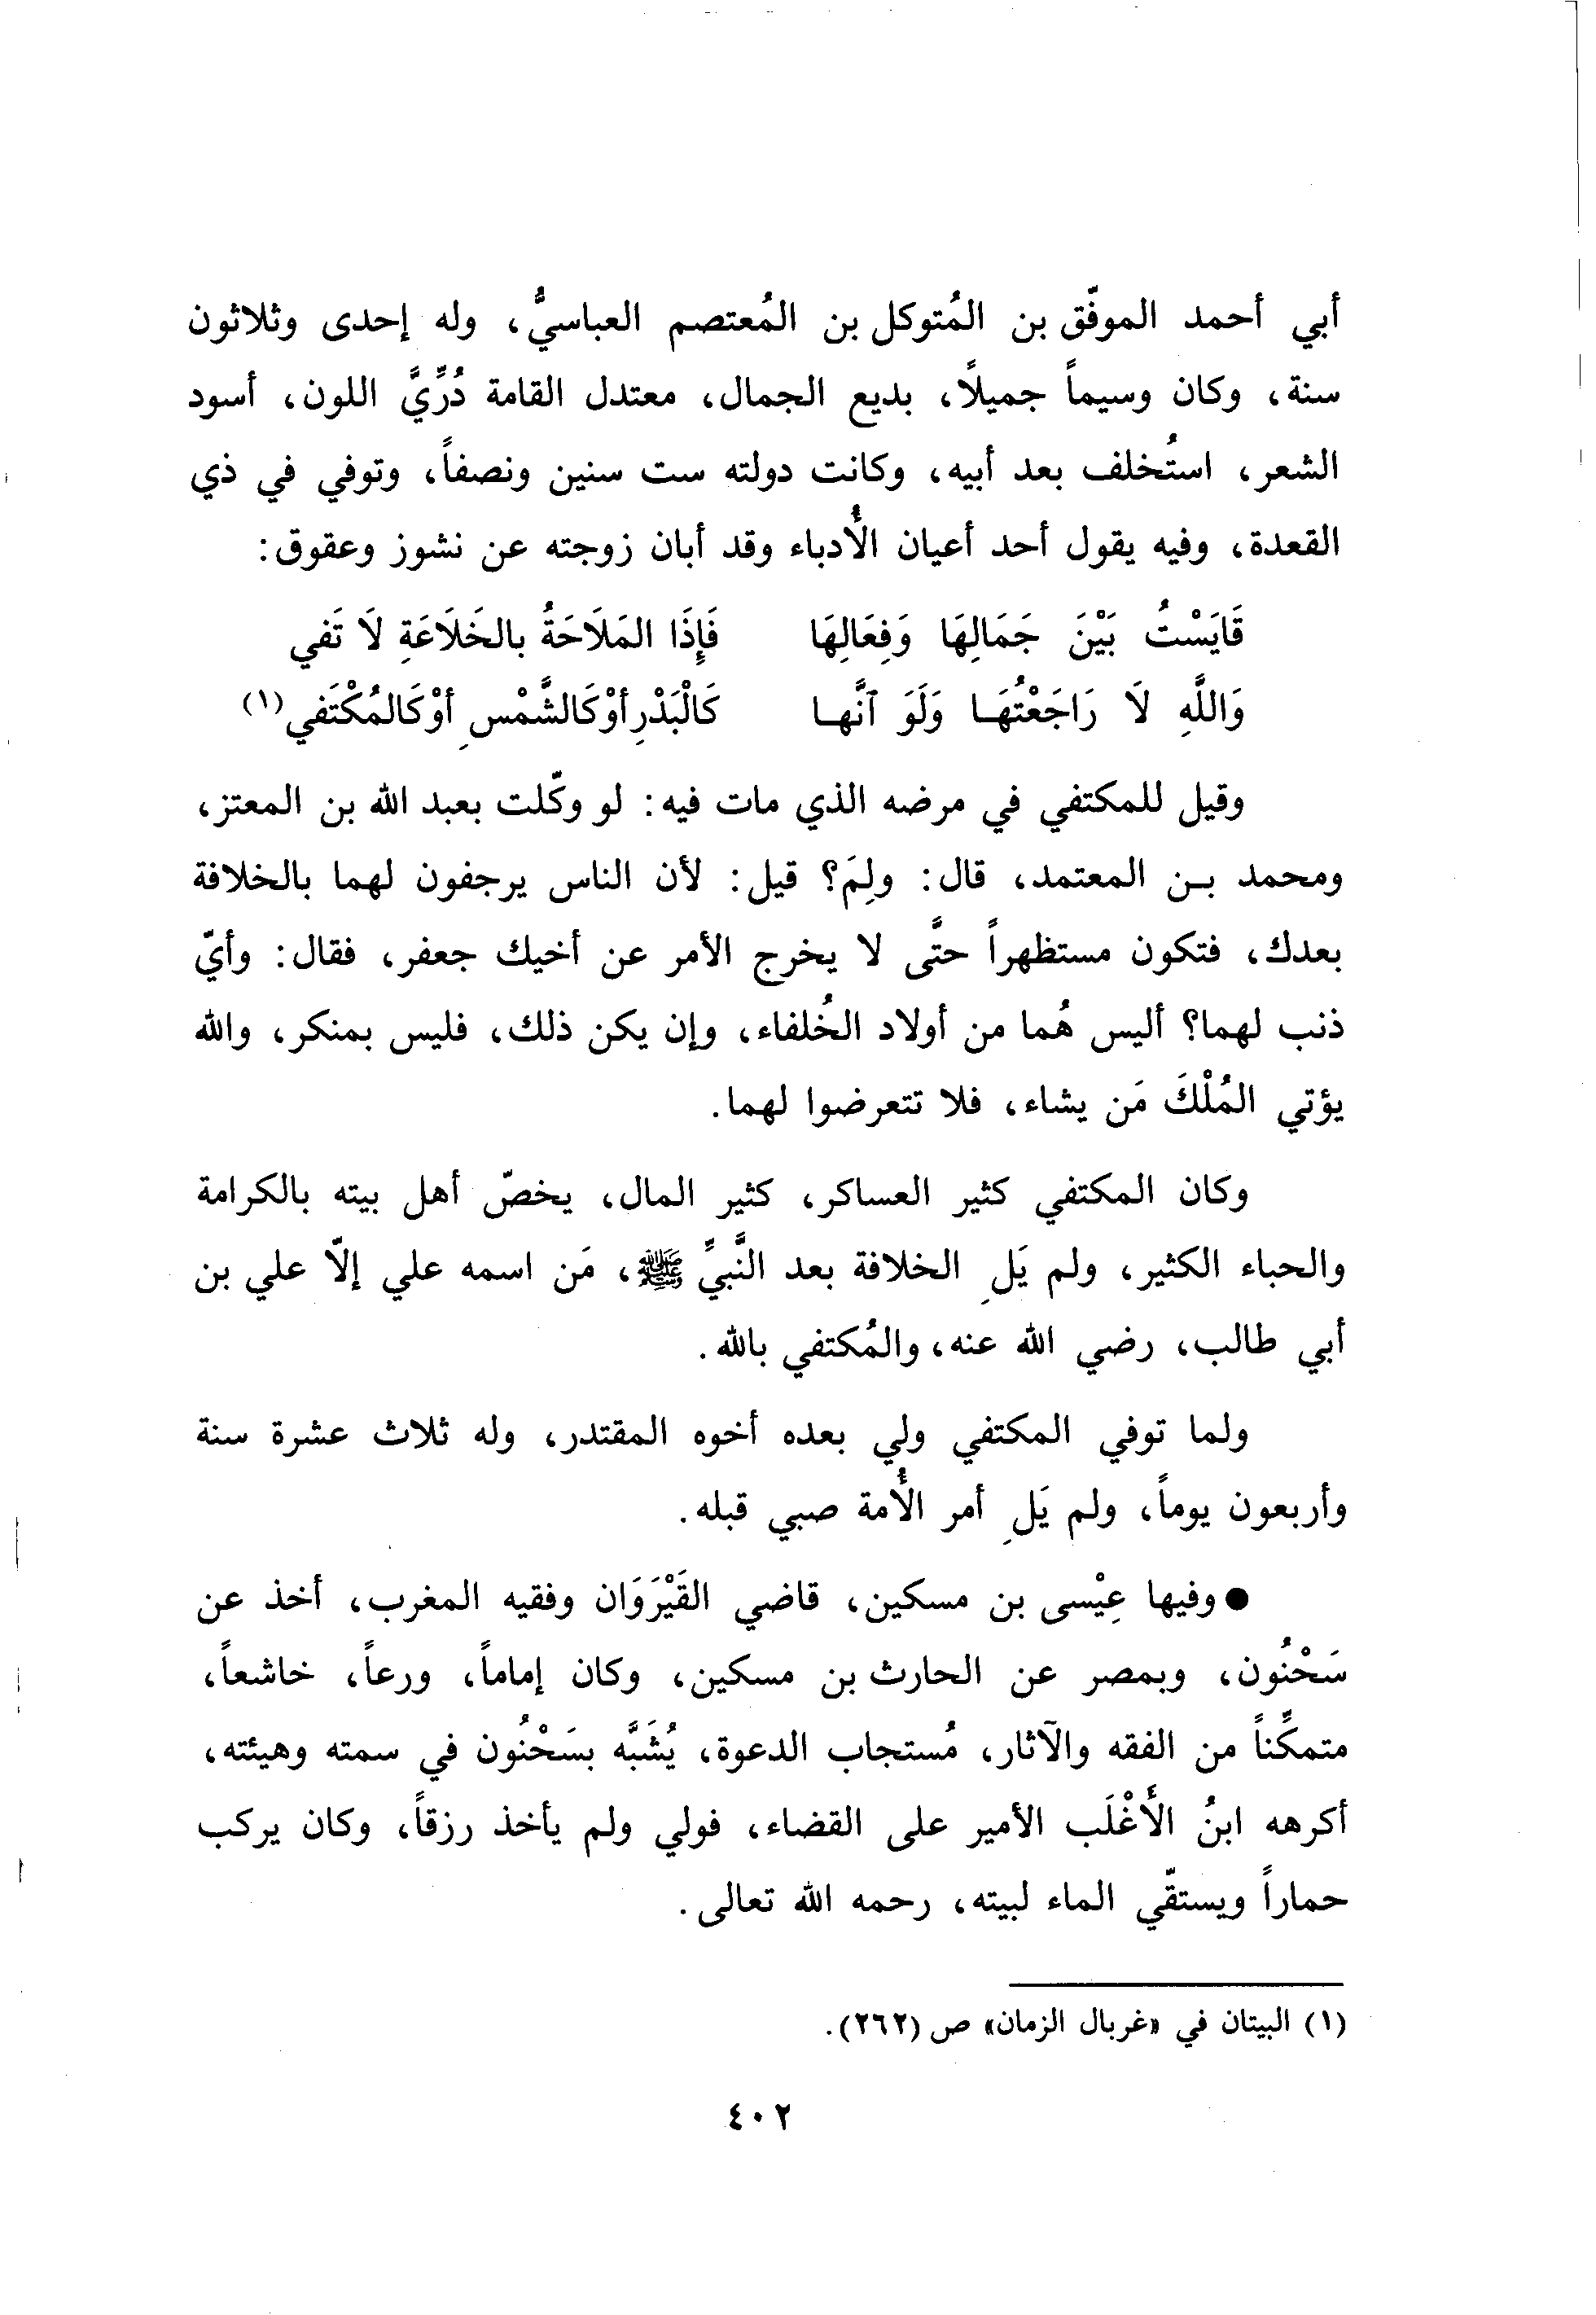 أبي أحمد الموفّق بن المُتوكل بن المُعتصم العباسيُّ، وله إحدى وثلاثون
سنة، وكان وسيماً جميلًا، بديع الجمال، معتدل القامة دُرِّيَّ اللون، أسود
الشعر، استُخلف بعد أبيه، وكانت دولته ست سنين ونصفاً، وتوفي في ذي
القعدة، وفيه يقول أحد أعيان الأُدباء وقد أبان زوجته عن نشوز وعقوق:
قَايَسْتُ بَيْنَ جَمَالِهَا وَفِعَالِهَا فَإِذَا المَلَاحَةُ بالخَلَاعَةِ لَا تَفي
وَاللَّهِ لَا رَاجَعْتُهَا وَلَوَ آنَّها كَالْبَدْرِ أوْ كَالشَّمْسِ أوْ كَالمُكْتَفي (١)
وقيل للمكتفي في مرضه الذي مات فيه: لو وكّلت بعبد الله بن المعتز،
ومحمد بن المعتمد، قال: ولِمَ؟ قيل: لأن الناس يرجفون لهما بالخلافة
بعدك، فتكون مستظهراً حتَّى لا يخرج الأمر عن أخيك جعفر، فقال: وأيّ
ذنب لهما؟ أليس هُما من أولاد الخُلفاء، وإن يكن ذلك، فليس بمنكر، والله
يؤتي المُلْكَ مَن يشاء، فلا تتعرضوا لهما.
وكان المكتفي كثير العساكر، كثير المال، يخصّ أهل بيته بالكرامة
والحباء الكثير، ولم يَلِ الخلافة بعد النَّبيِّ ﷺ، مَن اسمه علي إلّا علي بن
أبي طالب، رضي الله عنه، والمُكتفي بالله.
ولما توفي المكتفي ولي بعده أخوه المقتدر، وله ثلاث عشرة سنة
وأربعون يوماً، ولم يَلِ أمر الأُمة صبي قبله.
● وفيها عِيْسى بن مسكين، قاضي القَيْرَوَان وفقيه المغرب، أخذ عن
سَحْنُون، وبمصر عن الحارث بن مسكين، وكان إماماً، ورعاً، خاشعاً،
متمكِّناً من الفقه والآثار، مُستجاب الدعوة، يُشَبَّه بسَحْنُون في سمته وهيئته،
أكرهه ابنُ الأَغْلَب الأمير على القضاء، فولي ولم يأخذ رزقاً، وكان يركب
حماراً ويستقّي الماء لبيته، رحمه الله تعالى.
(١) البيتان في «غربال الزمان» ص (٢٦٢).
٤٠٢